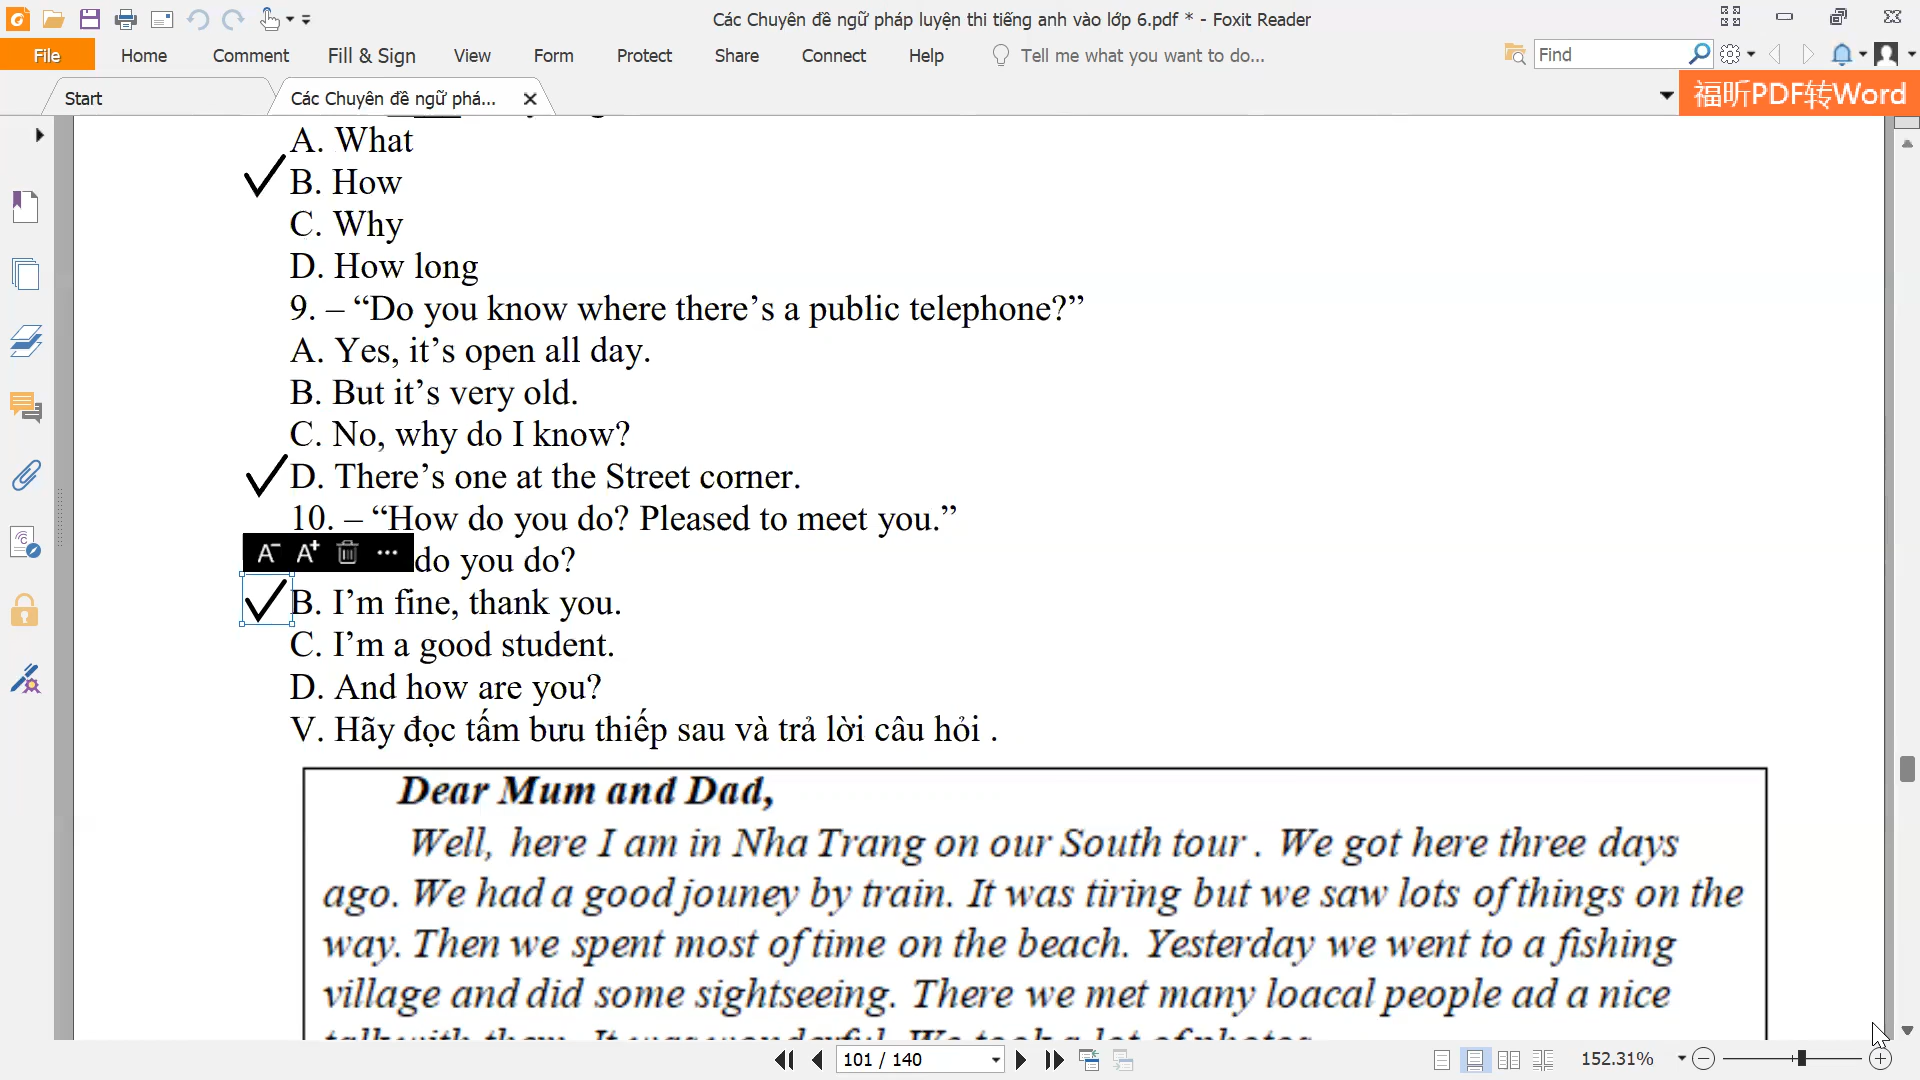 Các Chuyên đề ngữ pháp luyện thi tiếng anh vào lớp 6.pdf * - Foxit Reader
File Home Comment Fill & Sign View Form Protect Share Connect Help Tell me what you want to do... Find
Start Các Chuyên đề ngữ phá... 福昕PDF转Word
A. What
B. How
C. Why
D. How long
9. – “Do you know where there’s a public telephone?”
A. Yes, it’s open all day.
B. But it’s very old.
C. No, why do I know?
D. There’s one at the Street corner.
10. – “How do you do? Pleased to meet you.”
do you do?
B. I’m fine, thank you.
C. I’m a good student.
D. And how are you?
V. Hãy đọc tấm bưu thiếp sau và trả lời câu hỏi .
Dear Mum and Dad,
Well, here I am in Nha Trang on our South tour . We got here three days
ago. We had a good jouney by train. It was tiring but we saw lots of things on the
way. Then we spent most of time on the beach. Yesterday we went to a fishing
village and did some sightseeing. There we met many loacal people ad a nice
101 / 140 152.31%